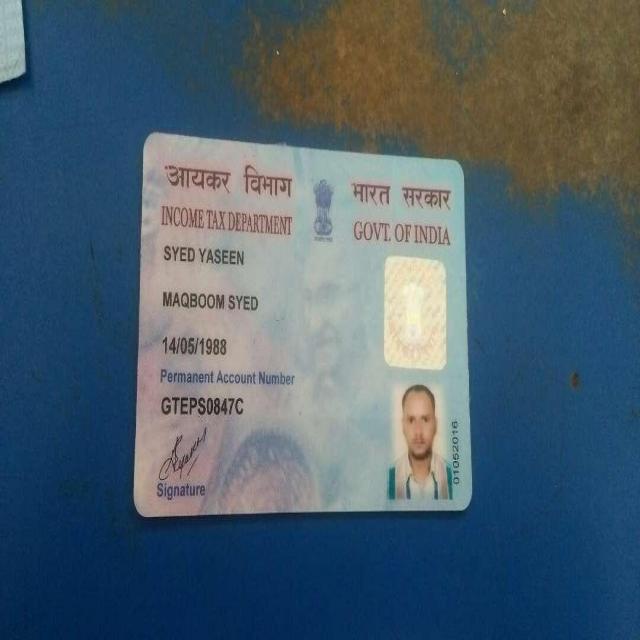 आयकर विभाग
भारत सरकार
INCOME TAX DEPARTMENT
GOVT. OF INDIA
SYED YASEEN
MAQBOOM SYED
14/05/1988
Permanent Account Number
GTEPS0847C
Signature
01052016